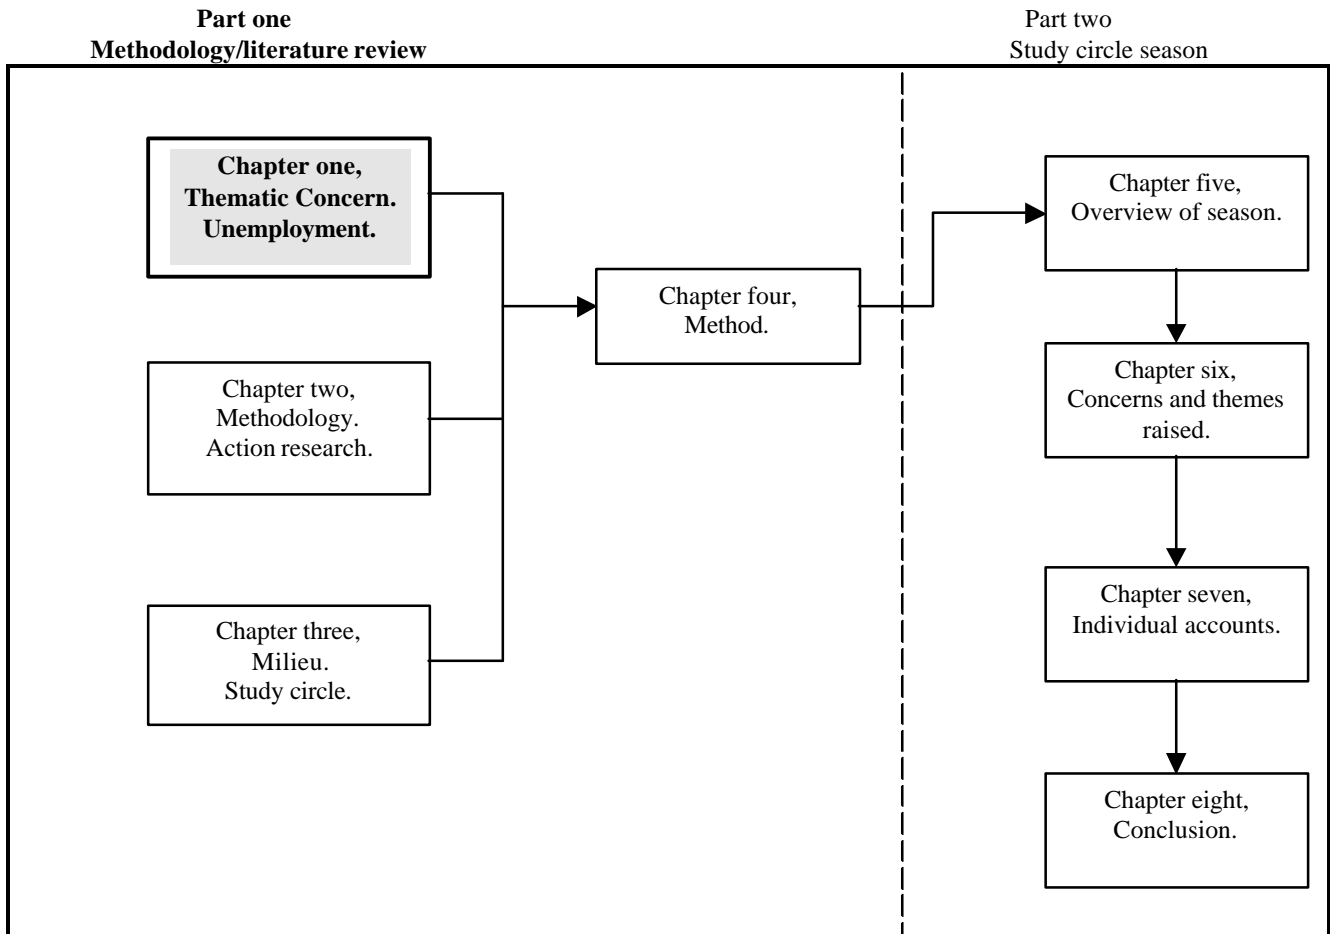 Part one
Methodology/literature review
Part two
Study circle season
Chapter one,
Thematic Concern.
Unemployment.
Chapter two,
Methodology.
Action research.
Chapter three,
Milieu.
Study circle.
Chapter four,
Method.
Chapter five,
Overview of season.
Chapter six,
Concerns and themes
raised.
Chapter seven,
Individual accounts.
Chapter eight,
Conclusion.